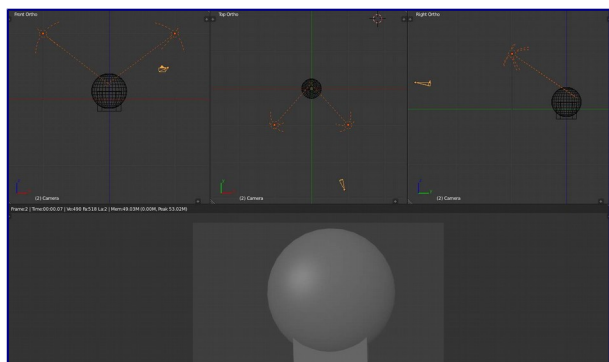 Front Ortho
Top Ortho
Right Ortho
(2) Camera
(2) Camera
(2) Camera
Frame:2 | Time:00:00.07 | Ve:490 Fa:518 La:2 | Mem:49.03M (0.00M, Peak 53.02M)